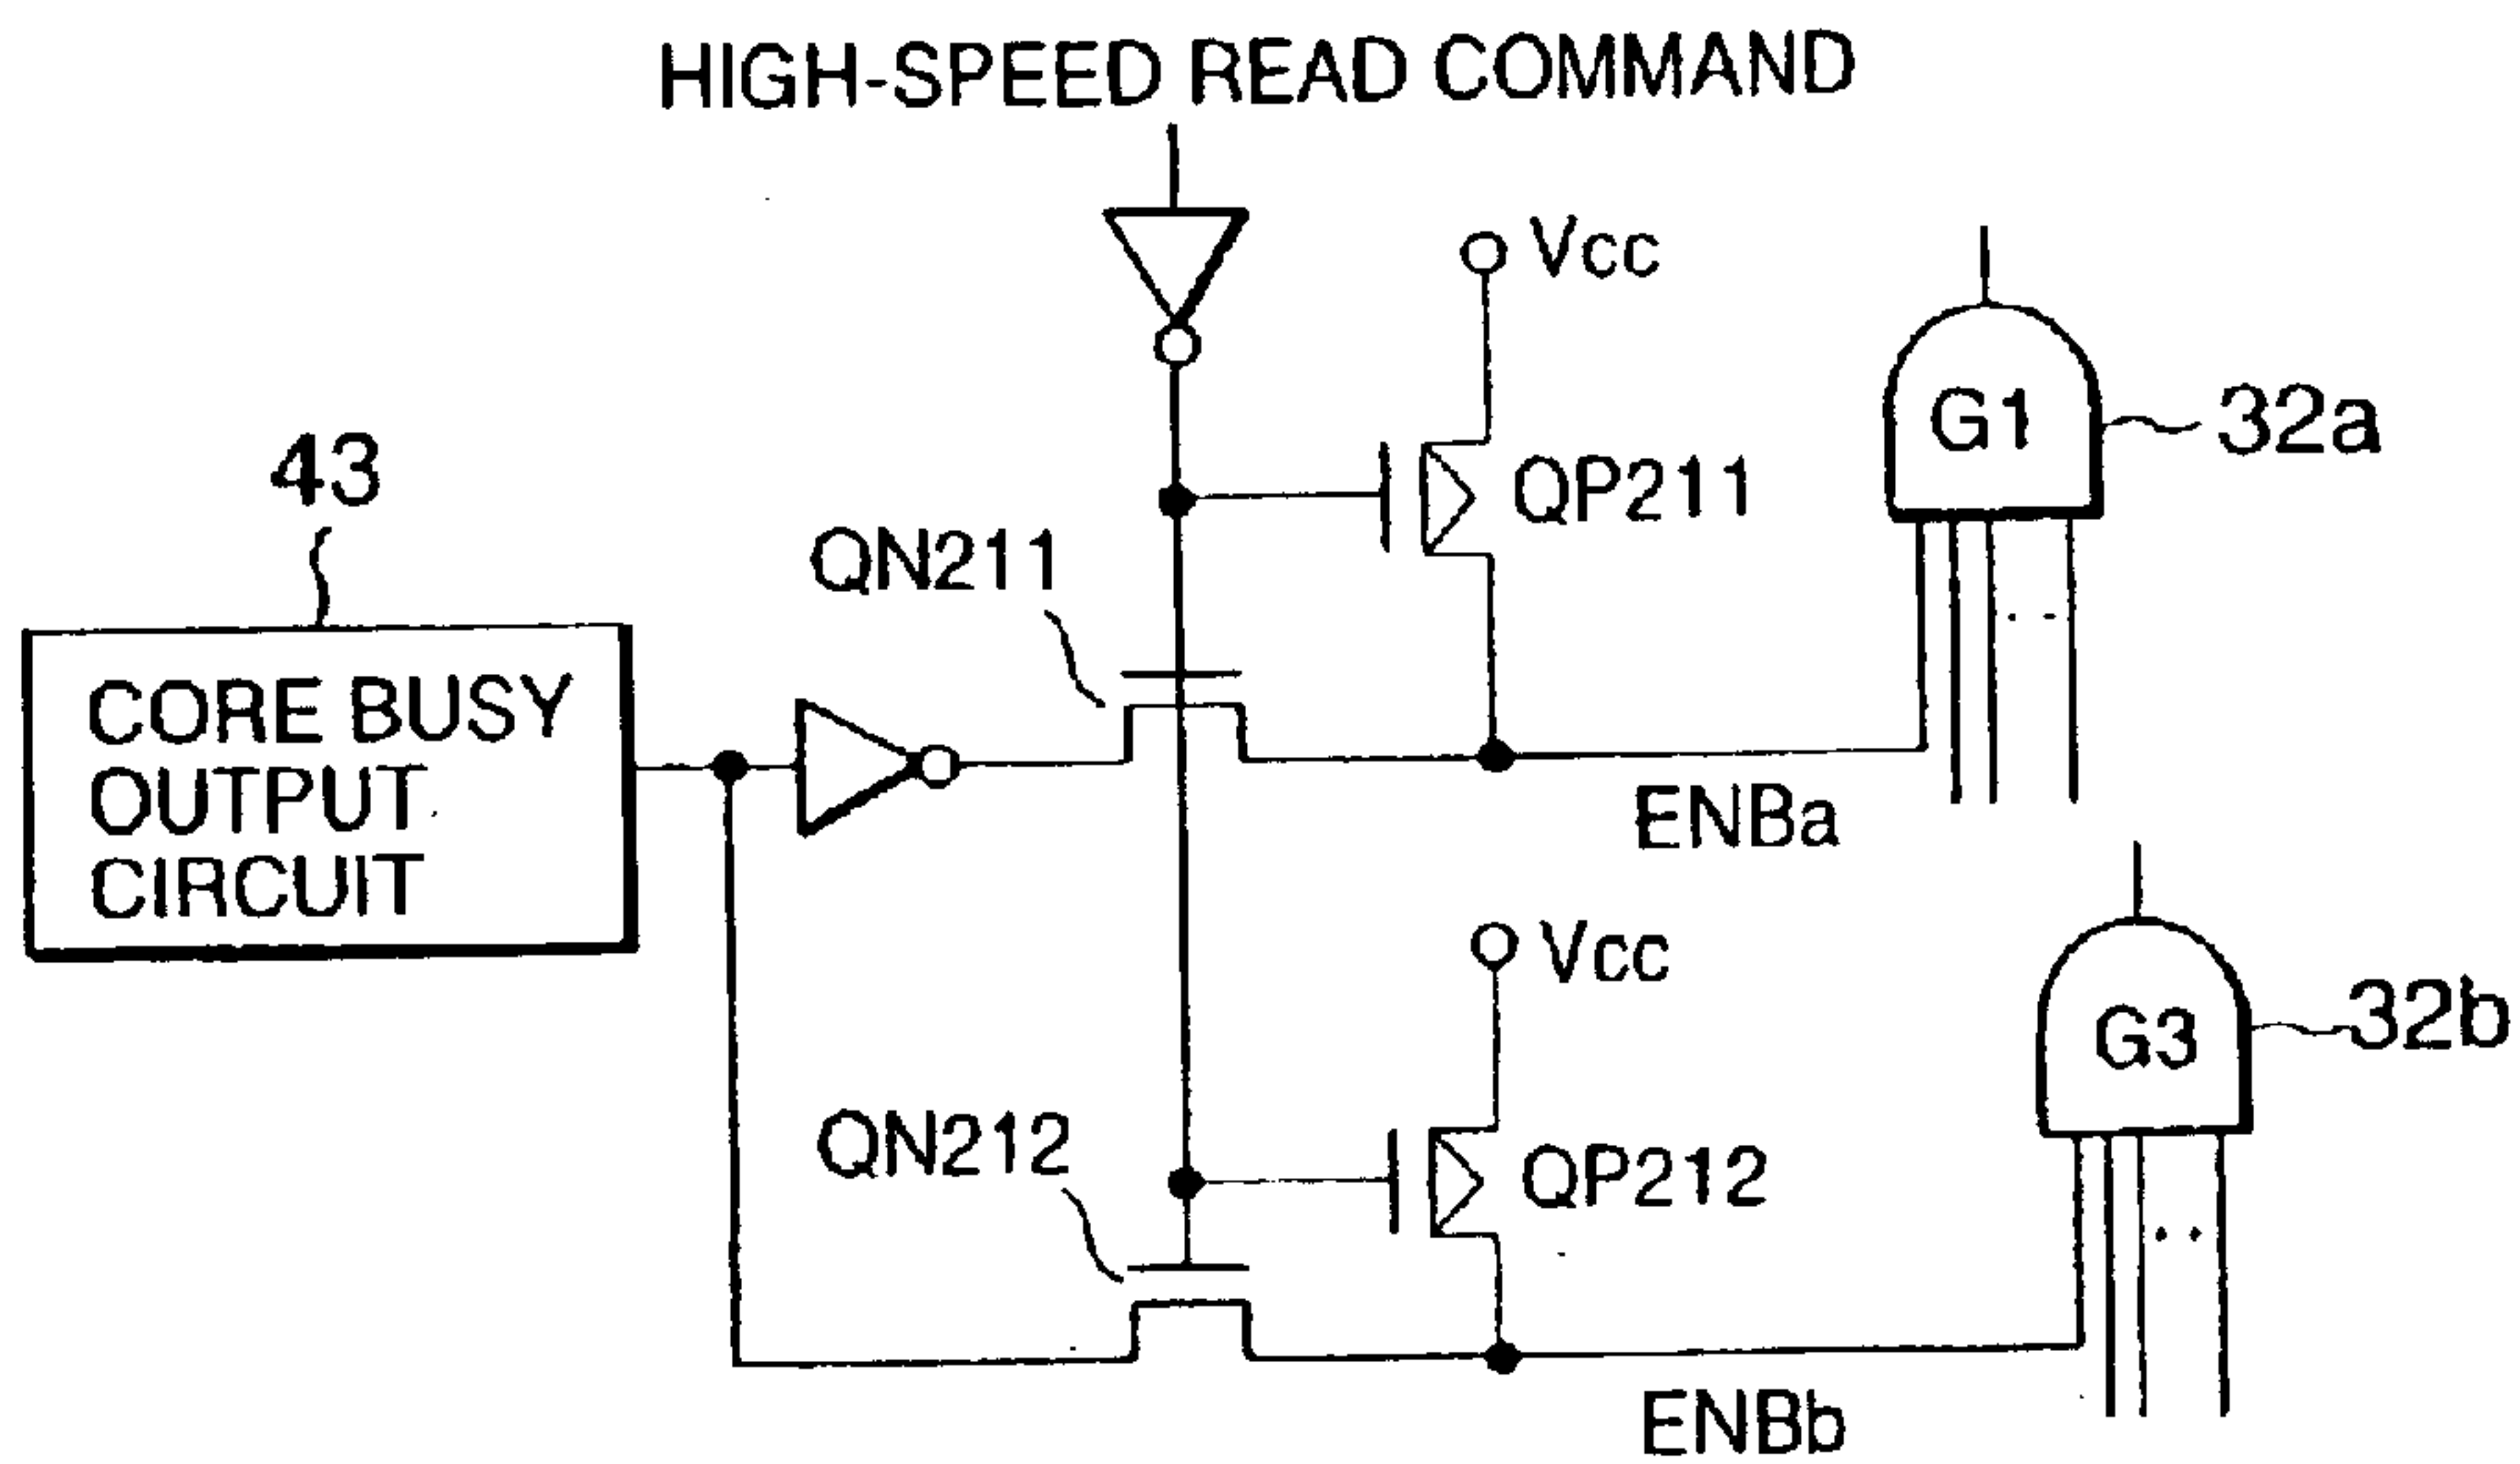 HIGH-SPEED READ COMMAND
Vcc
G1
32a
43
QP211
QN211
CORE BUSY
OUTPUT
CIRCUIT
ENBa
Vcc
G3
32b
QN212
QP212
ENBb